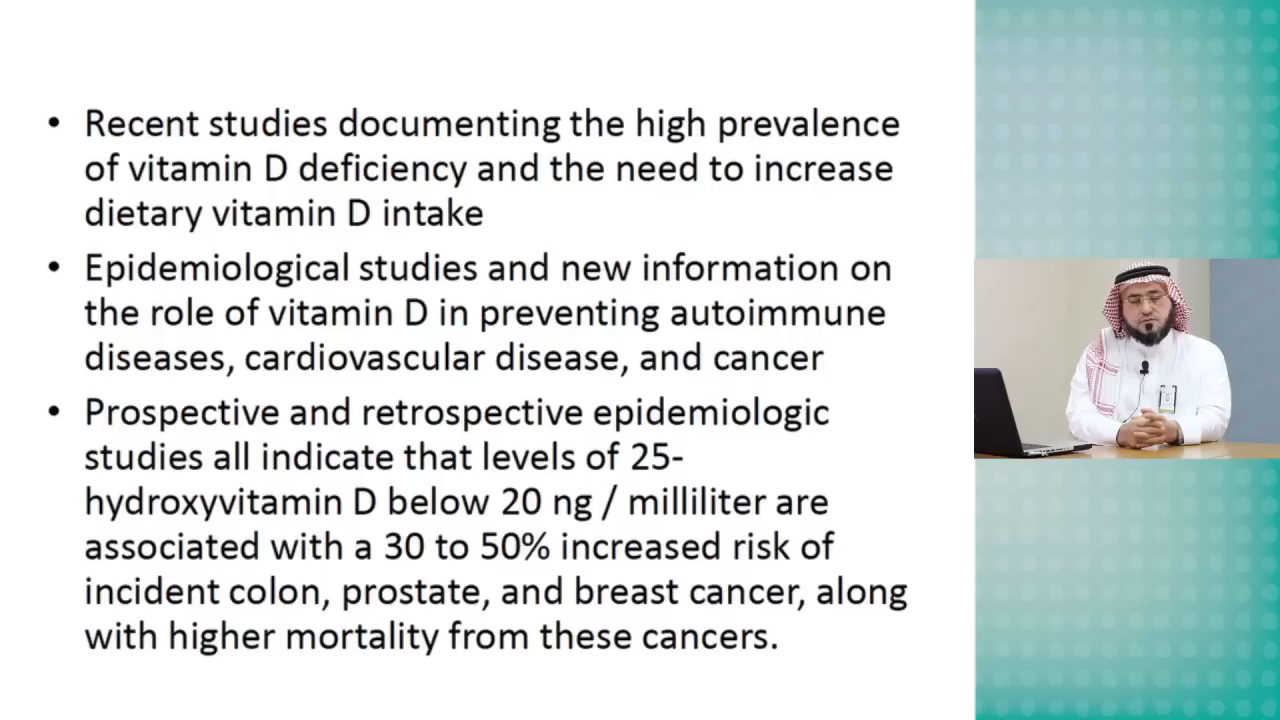 • Recent studies documenting the high prevalence
of vitamin D deficiency and the need to increase
dietary vitamin D intake
• Epidemiological studies and new information on
the role of vitamin D in preventing autoimmune
diseases, cardiovascular disease, and cancer
• Prospective and retrospective epidemiologic
studies all indicate that levels of 25-
hydroxyvitamin D below 20 ng / milliliter are
associated with a 30 to 50% increased risk of
incident colon, prostate, and breast cancer, along
with higher mortality from these cancers.